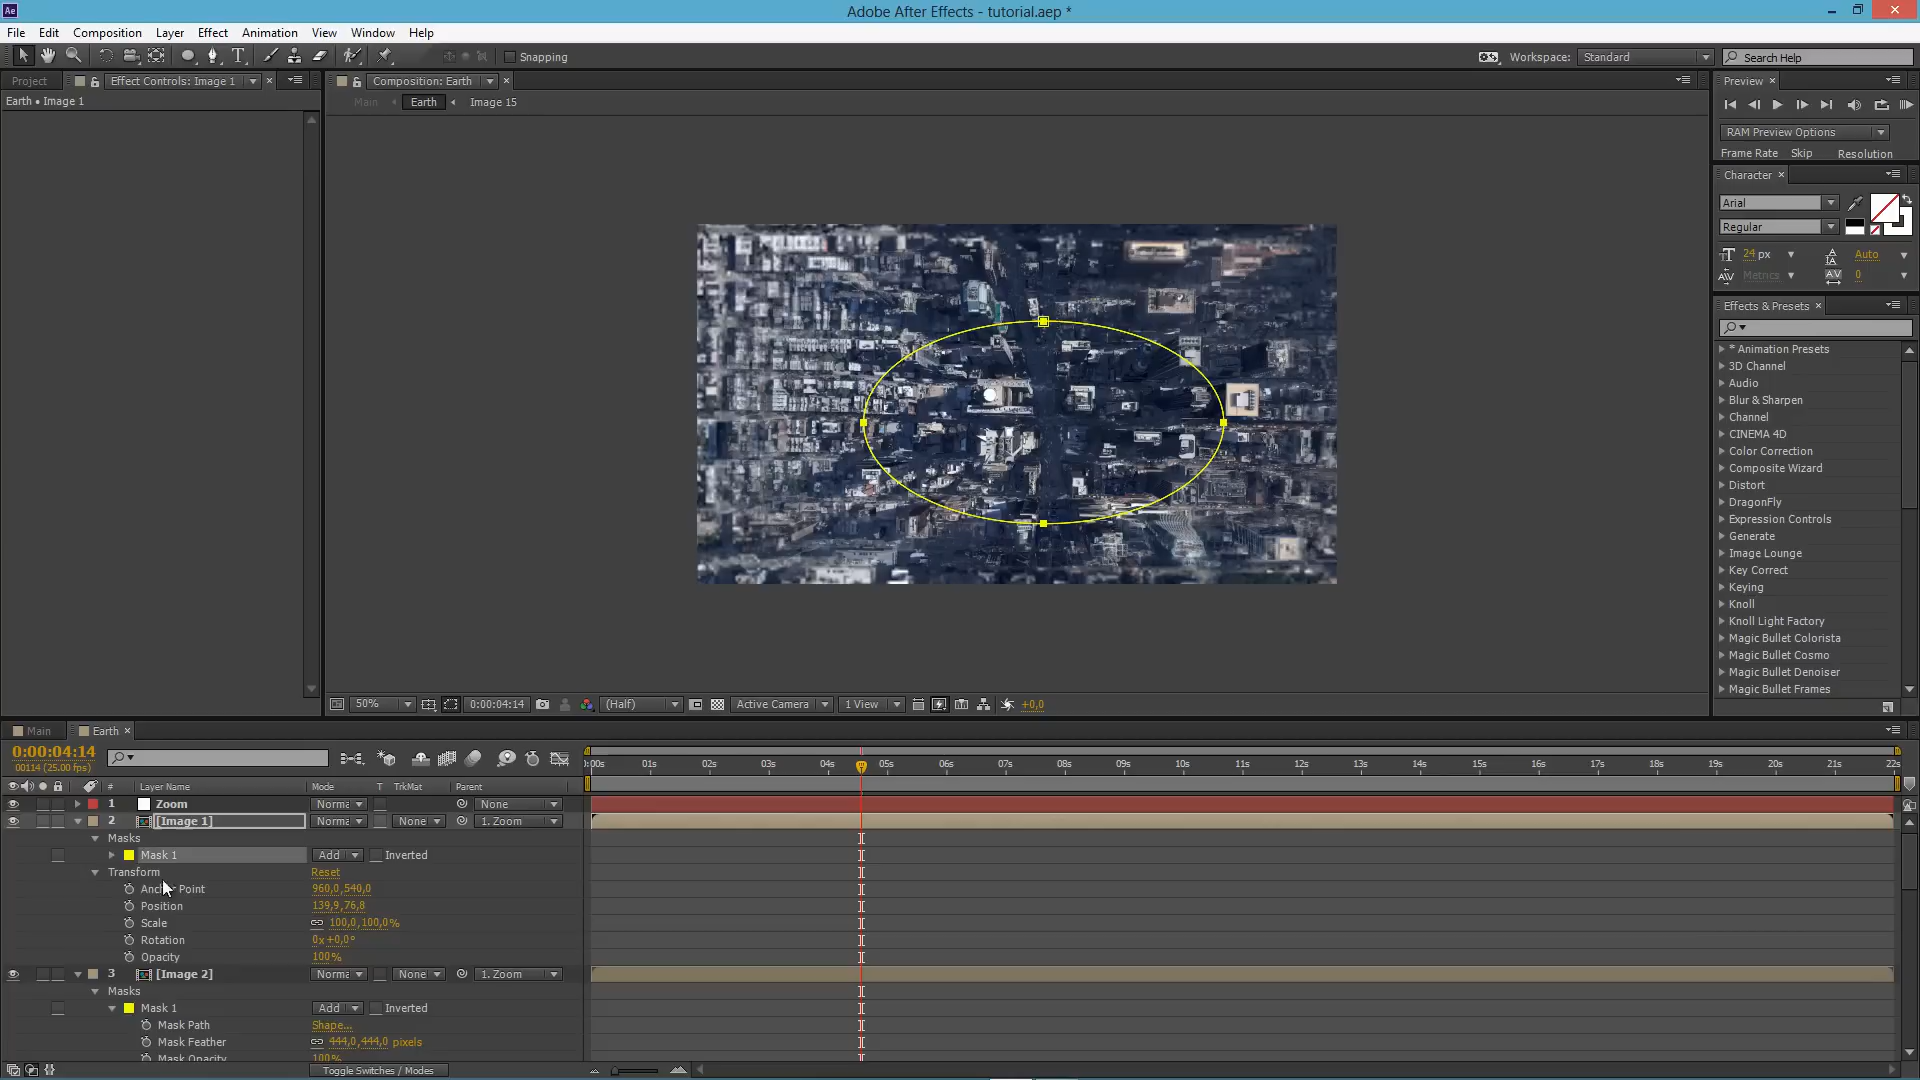 Ae
Adobe After Effects - tutorial.aep *
File Edit Composition Layer Effect Animation View Window Help
Snapping Workspace: Standard Search Help
Project Effect Controls: Image 1 × Composition: Earth ×
Preview ×
Earth • Image 1
Main Earth Image 15
RAM Preview Options
Frame Rate Skip Resolution
Character ×
Arial
Regular
24 px Auto
Metrics 0
Effects & Presets ×
* Animation Presets
3D Channel
Audio
Blur & Sharpen
Channel
CINEMA 4D
Color Correction
Composite Wizard
Distort
DragonFly
Expression Controls
Generate
Image Lounge
Key Correct
Keying
Knoll
Knoll Light Factory
Magic Bullet Colorista
Magic Bullet Cosmo
Magic Bullet Denoiser
Magic Bullet Frames
50% 0:00:04:14 (Half) Active Camera 1 View +0,0
Main Earth ×
0:00:04:14
00114 (25.00 fps)
:00s 01s 02s 03s 04s 05s 06s 07s 08s 09s 10s 11s 12s 13s 14s 15s 16s 17s 18s 19s 20s 21s 22s
# Layer Name Mode T TrkMat Parent
1 Zoom Norma None
2 [Image 1] Norma None 1. Zoom
Masks
Mask 1 Add Inverted
Transform Reset
Anchor Point 960,0,540,0
Position 139,9,76,8
Scale 100,0,100,0%
Rotation 0x+0,0°
Opacity 100%
3 [Image 2] Norma None 1. Zoom
Masks
Mask 1 Add Inverted
Mask Path Shape...
Mask Feather 444,0,444,0 pixels
Mask Opacity 100%
Toggle Switches / Modes